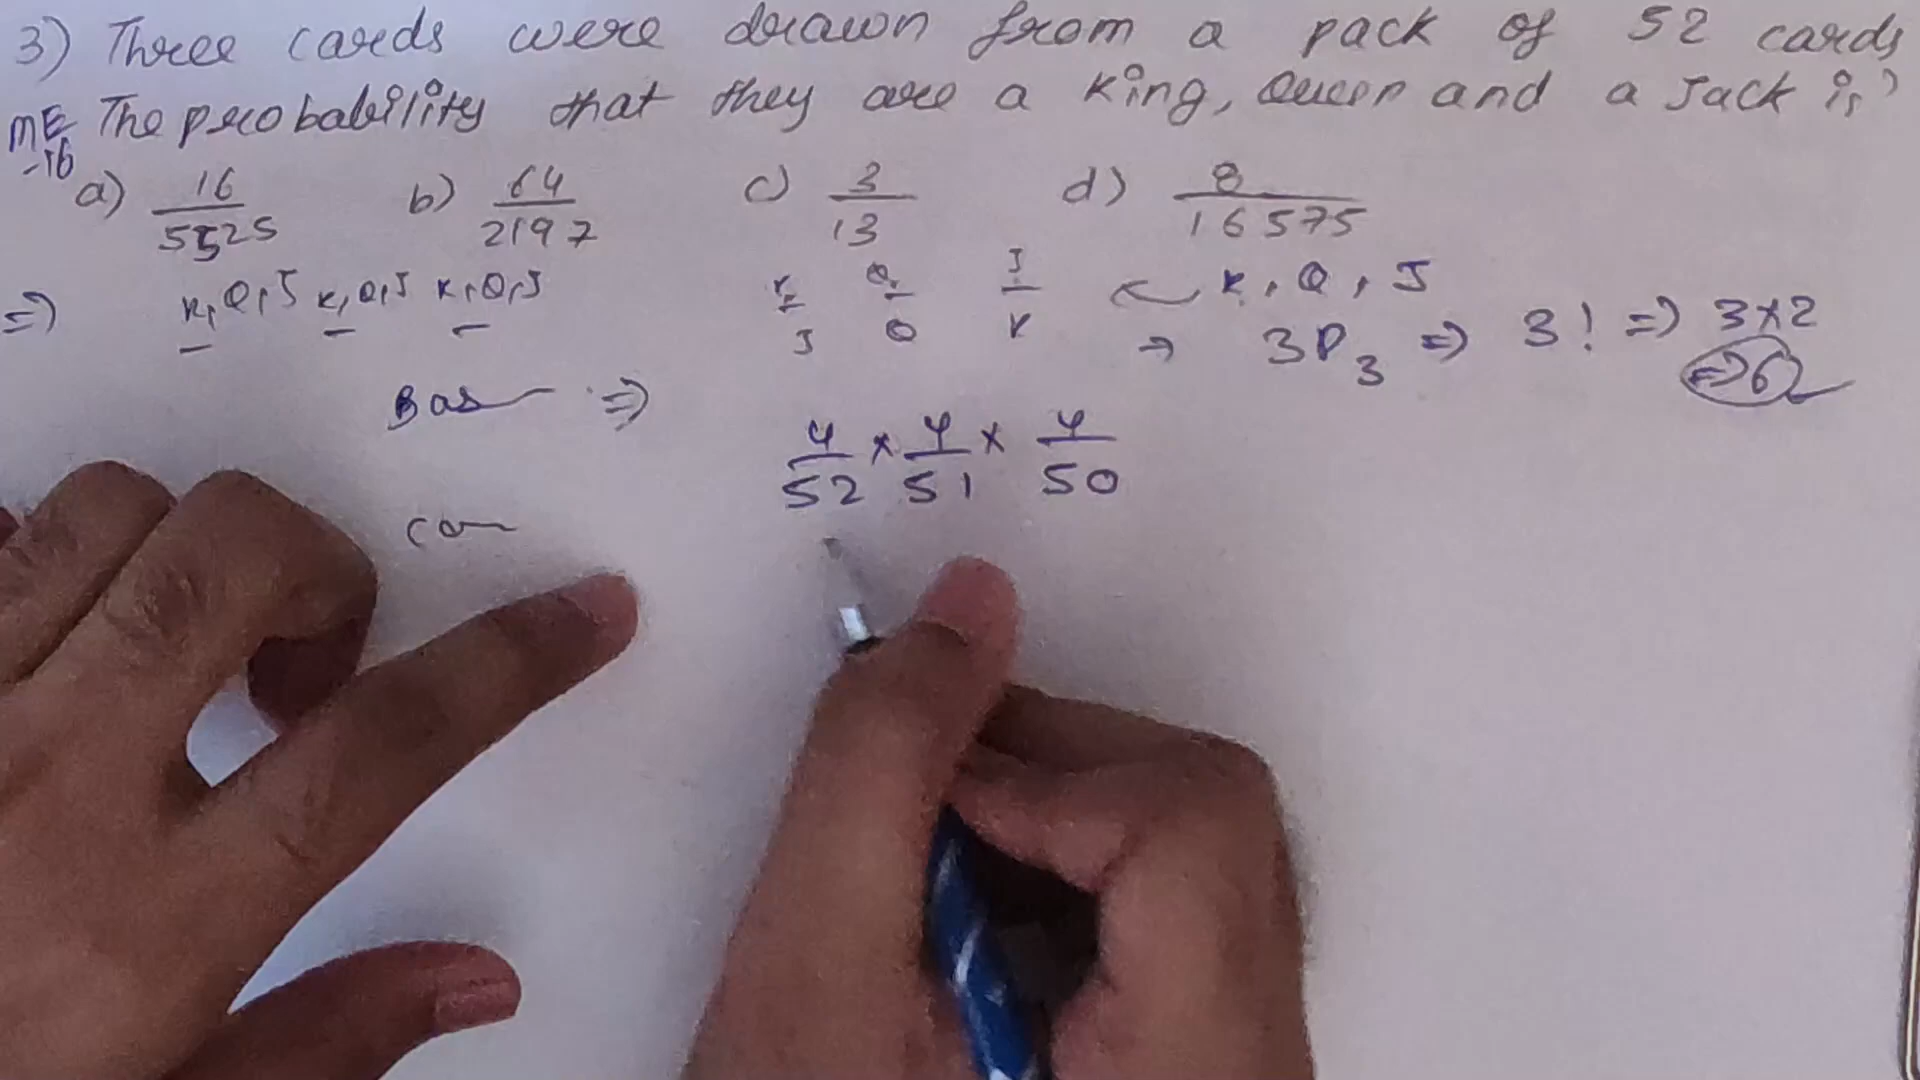 3) Three cards were drawn from a pack of 52 cards
ME-16 The probability that they are a King, Queen and a Jack is?
a) 16/5525 b) 64/2197 c) 3/13 d) 8/16575
=> K, Q, J K, Q, J K, Q, J K Q J K, Q, J
J Q K → 3P3 => 3! => 3x2
=> 6
Bas =>
4/52 x 4/51 x 4/50